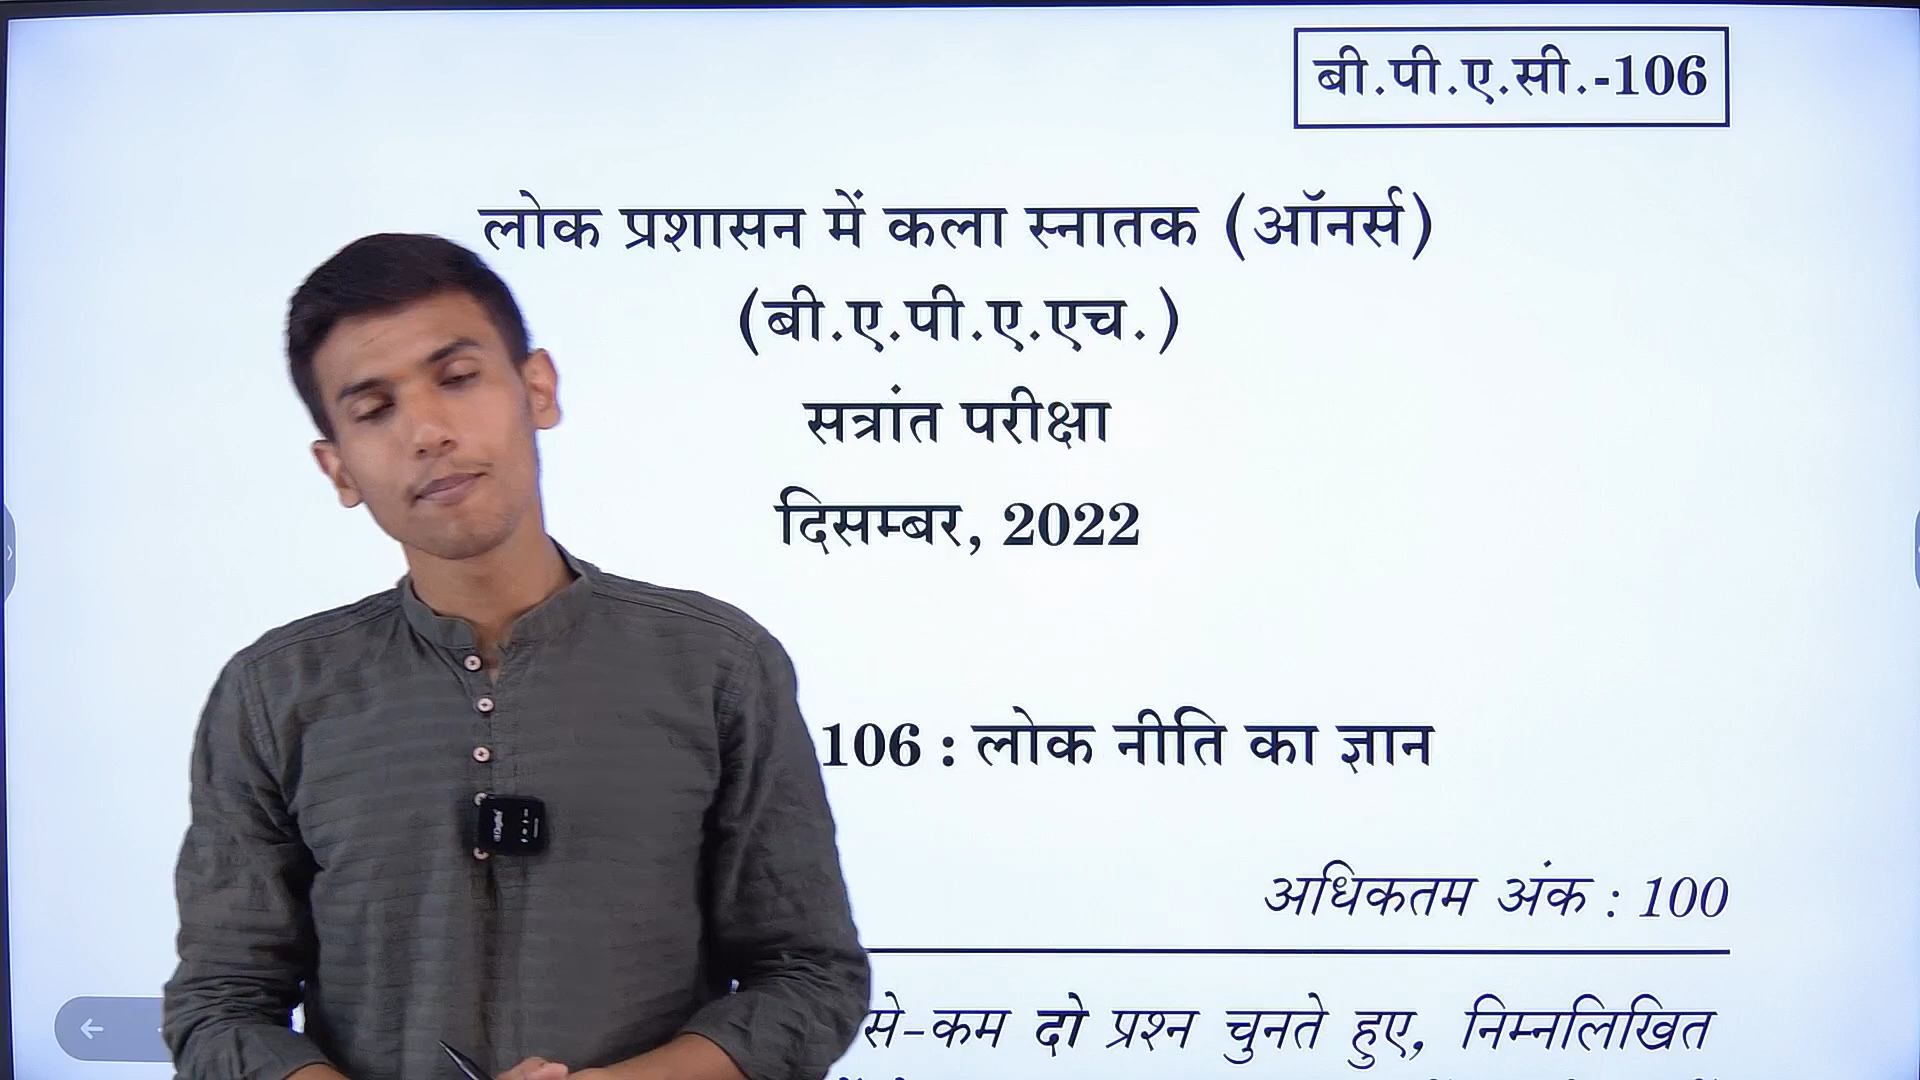 बी.पी.ए.सी.-106
लोक प्रशासन में कला स्नातक (ऑनर्स)
(बी.ए.पी.ए.एच.)
सत्रांत परीक्षा
दिसम्बर, 2022
106 : लोक नीति का ज्ञान
अधिकतम अंक : 100
से-कम दो प्रश्न चुनते हुए, निम्नलिखित